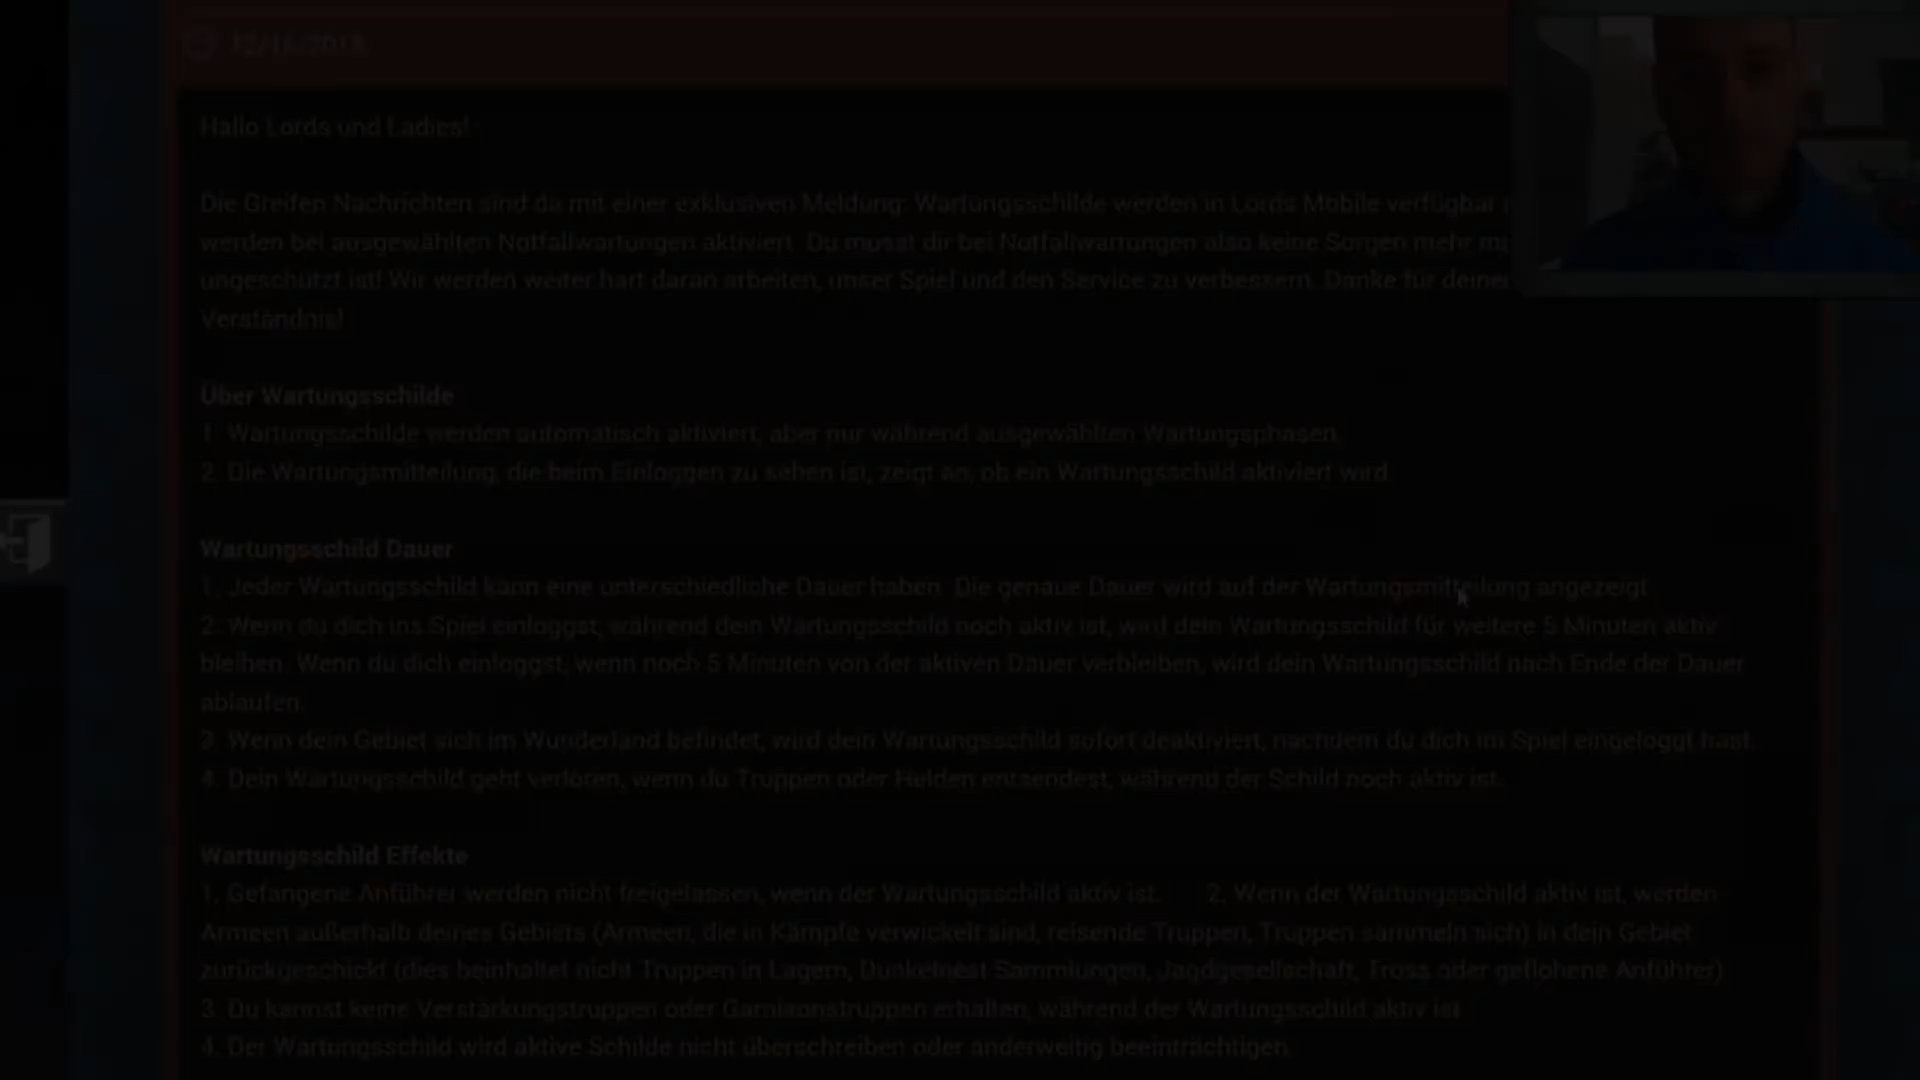 12/18/2018
Hallo Lords und Ladies!
Die Greifen Nachrichten sind da mit einer exklusiven Meldung: Wartungsschilde werden in Lords Mobile verfügbar
werden bei ausgewählten Notfallwartungen aktiviert. Du musst dir bei Notfallwartungen also keine Sorgen mehr
ungeschützt ist! Wir werden weiter hart daran arbeiten, unser Spiel und den Service zu verbessern. Danke für
Verständnis!
Über Wartungsschilde
1. Wartungsschilde werden automatisch aktiviert, aber nur während ausgewählten Wartungsphasen.
2. Die Wartungsmitteilung, die beim Einloggen zu sehen ist, zeigt an, ob ein Wartungsschild aktiviert wird.
Wartungsschild Dauer
1. Jeder Wartungsschild kann eine unterschiedliche Dauer haben. Die genaue Dauer wird auf der Wartungsmitteilung angezeigt.
2. Wenn du dich ins Spiel einloggst, während dein Wartungsschild noch aktiv ist, wird dein Wartungsschild für weitere 5 Minuten aktiv
bleiben. Wenn du dich einloggst, wenn noch 5 Minuten von der aktiven Dauer verbleiben, wird dein Wartungsschild nach Ende der Dauer
ablaufen.
3. Wenn dein Gebiet sich im Wunderland befindet, wird dein Wartungsschild sofort deaktiviert, nachdem du dich im Spiel eingeloggt hast.
4. Dein Wartungsschild geht verloren, wenn du Truppen oder Helden entsendest, während der Schild noch aktiv ist.
Wartungsschild Effekte
1. Gefangene Anführer werden nicht freigelassen, wenn der Wartungsschild aktiv ist. 2. Wenn der Wartungsschild aktiv ist, werden
Armeen außerhalb deines Gebiets (Armeen, die in Kämpfe verwickelt sind, reisende Truppen, Truppen sammeln sich) in dein Gebiet
zurückgeschickt (dies beinhaltet nicht Truppen in Lagern, Dunkelnest Sammlungen, Jagdgesellschaft, Tross oder geflohene Anführer)
3. Du kannst keine Verstärkungstruppen oder Garnisonstruppen erhalten, während der Wartungsschild aktiv ist
4. Der Wartungsschild wird aktive Schilde nicht überschreiben oder anderweitig beeinträchtigen.